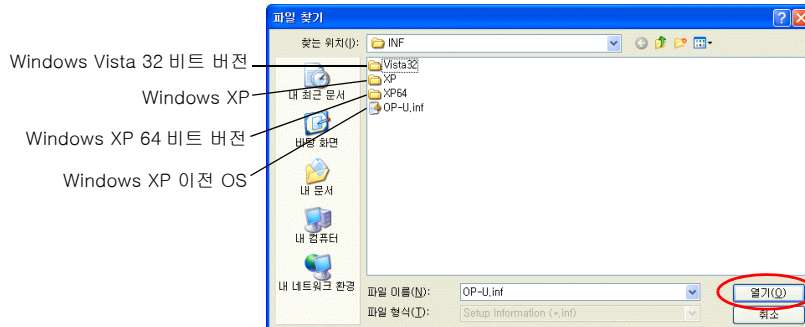 파일 찾기
찾는 위치(I):
INF
Windows Vista 32 비트 버전
Windows XP
Windows XP 64 비트 버전
Windows XP 이전 OS
Vista32
XP
XP64
OP-U.inf
내 최근 문서
바탕 화면
내 문서
내 컴퓨터
내 네트워크 환경
파일 이름(N):
OP-U.inf
열기(O)
파일 형식(T):
Setup Information (*.inf)
취소